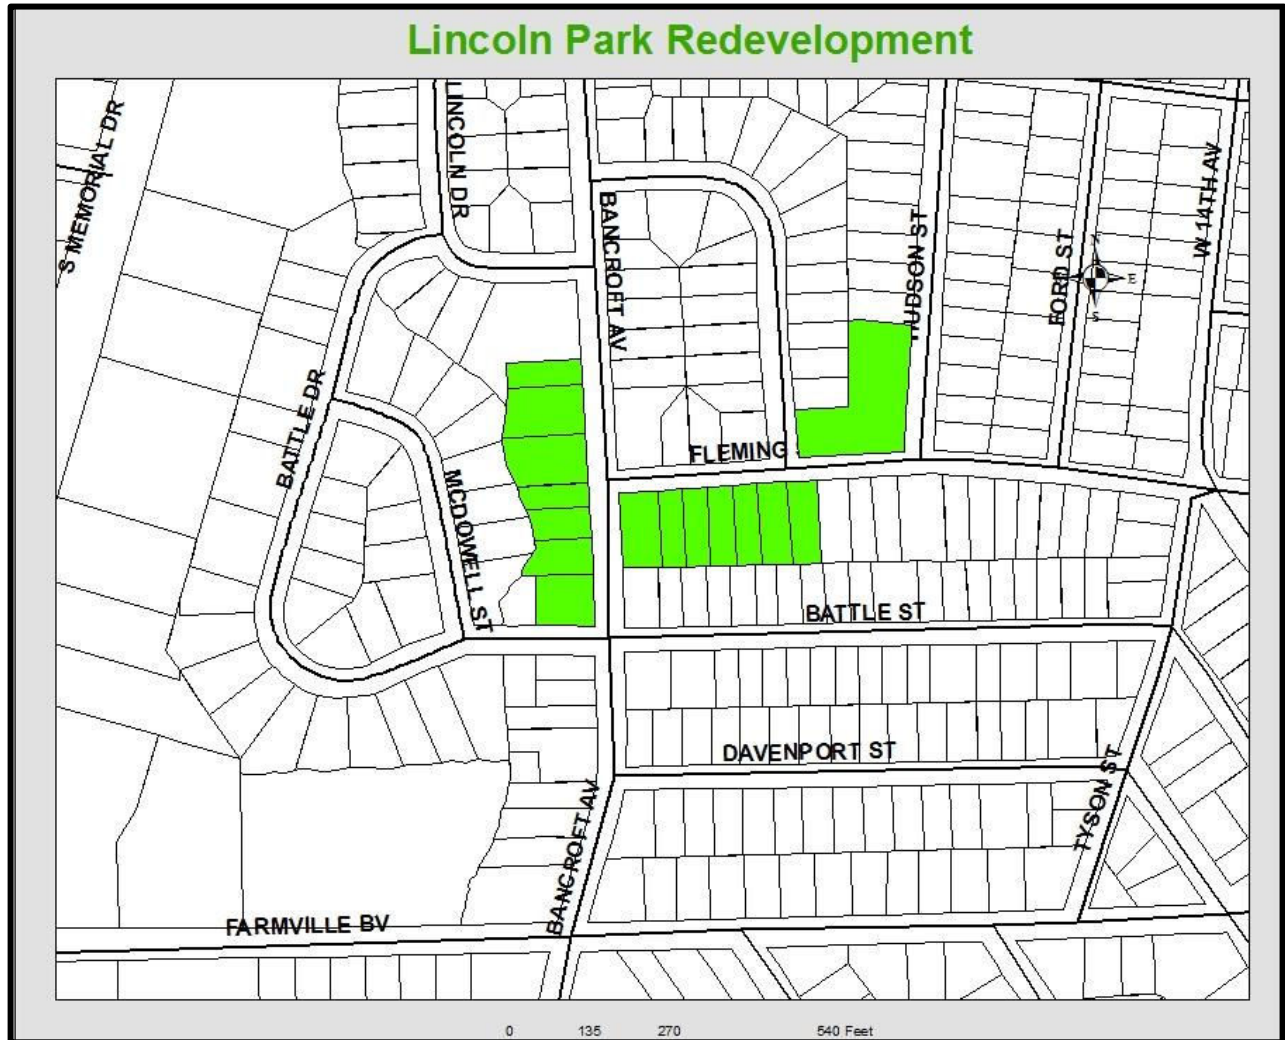 Lincoln Park Redevelopment
S MEMORIAL DR
LINCOLN DR
BANCROFT AV
HUDSON ST
FORD ST
W 14TH AV
N
E
S
BATTLE DR
MCDOWELL ST
FLEMING
BATTLE ST
DAVENPORT ST
TYSON ST
BANCROFT AV
FARMVILLE BV
0 135 270 540 Feet